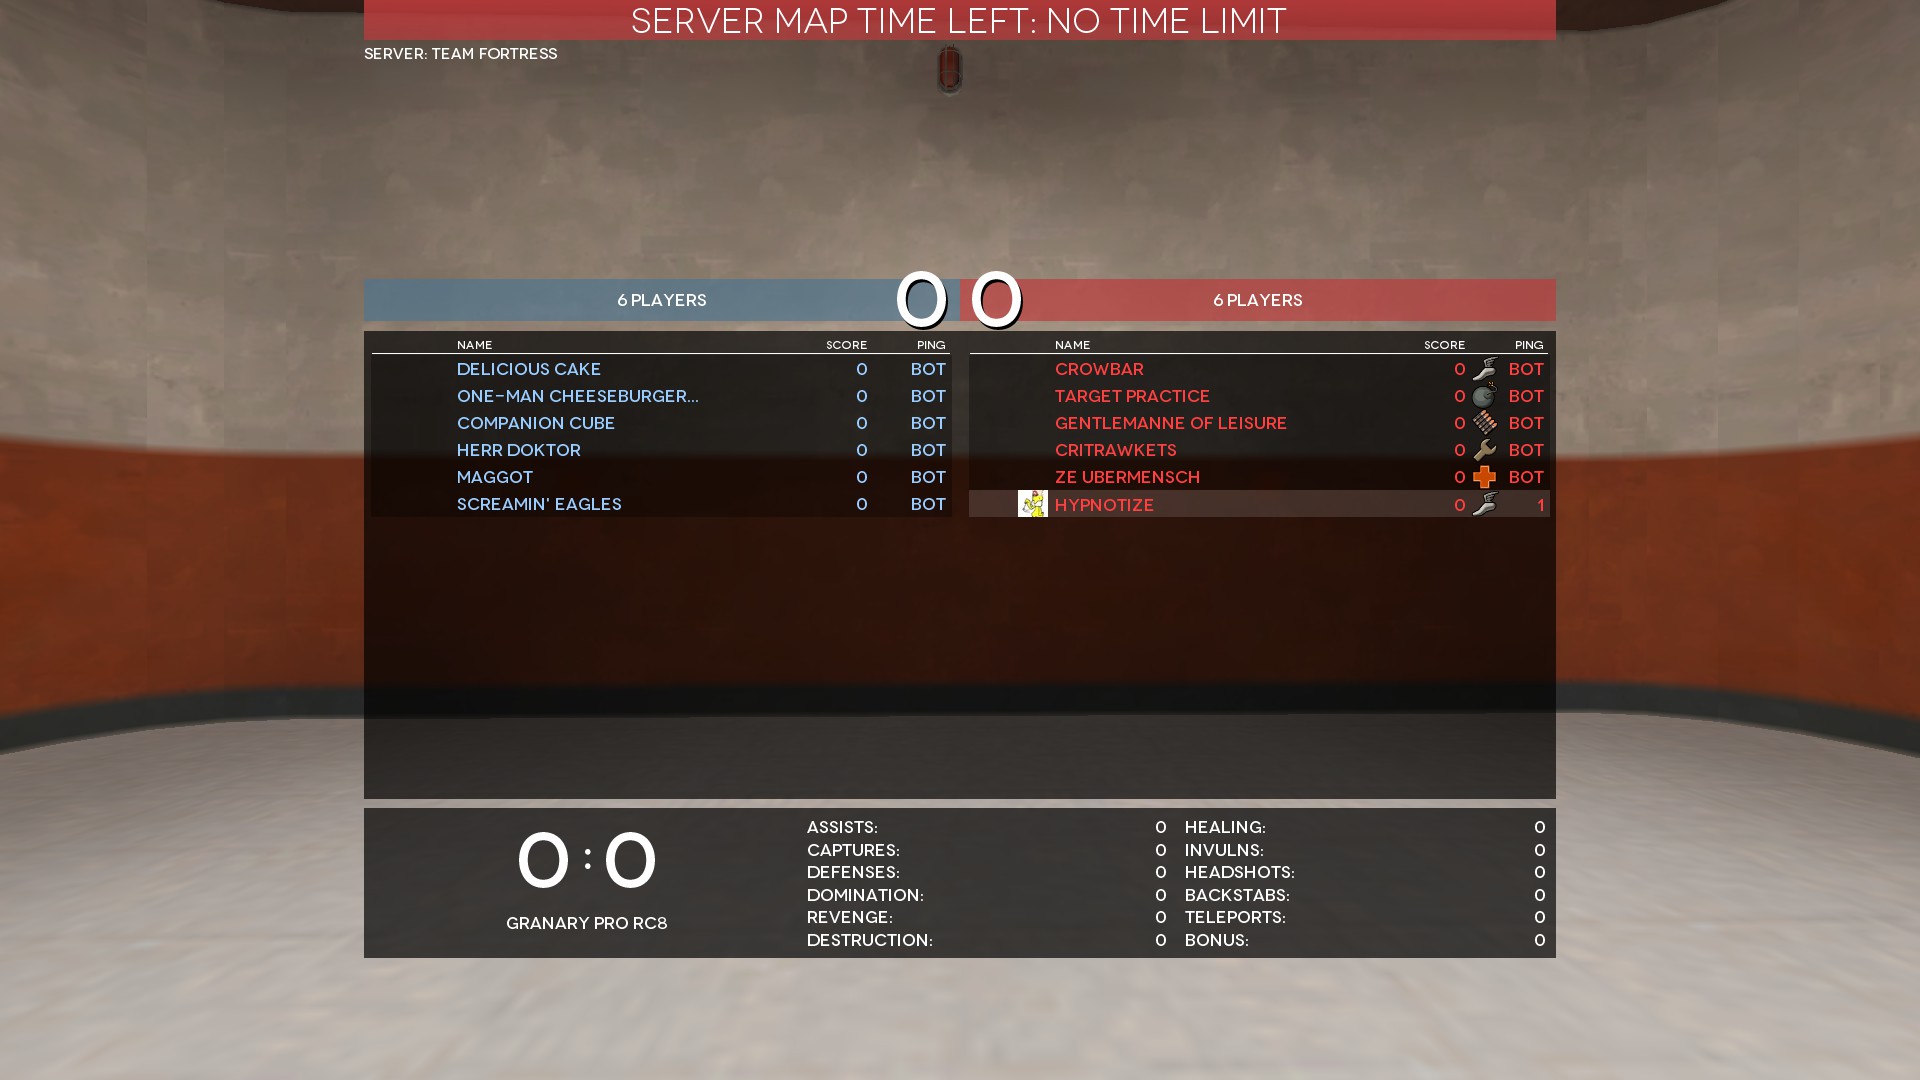 SERVER MAP TIME LEFT: NO TIME LIMIT
SERVER: TEAM FORTRESS
6 PLAYERS 0 0 6 PLAYERS
NAME SCORE PING
DELICIOUS CAKE 0 BOT
ONE-MAN CHEESEBURGER... 0 BOT
COMPANION CUBE 0 BOT
HERR DOKTOR 0 BOT
MAGGOT 0 BOT
SCREAMIN' EAGLES 0 BOT
NAME SCORE PING
CROWBAR 0 BOT
TARGET PRACTICE 0 BOT
GENTLEMANNE OF LEISURE 0 BOT
CRITRAWKETS 0 BOT
ZE UBERMENSCH 0 BOT
HYPNOTIZE 0 1
0 : 0
GRANARY PRO RC8
ASSISTS: 0 HEALING: 0
CAPTURES: 0 INVULNS: 0
DEFENSES: 0 HEADSHOTS: 0
DOMINATION: 0 BACKSTABS: 0
REVENGE: 0 TELEPORTS: 0
DESTRUCTION: 0 BONUS: 0